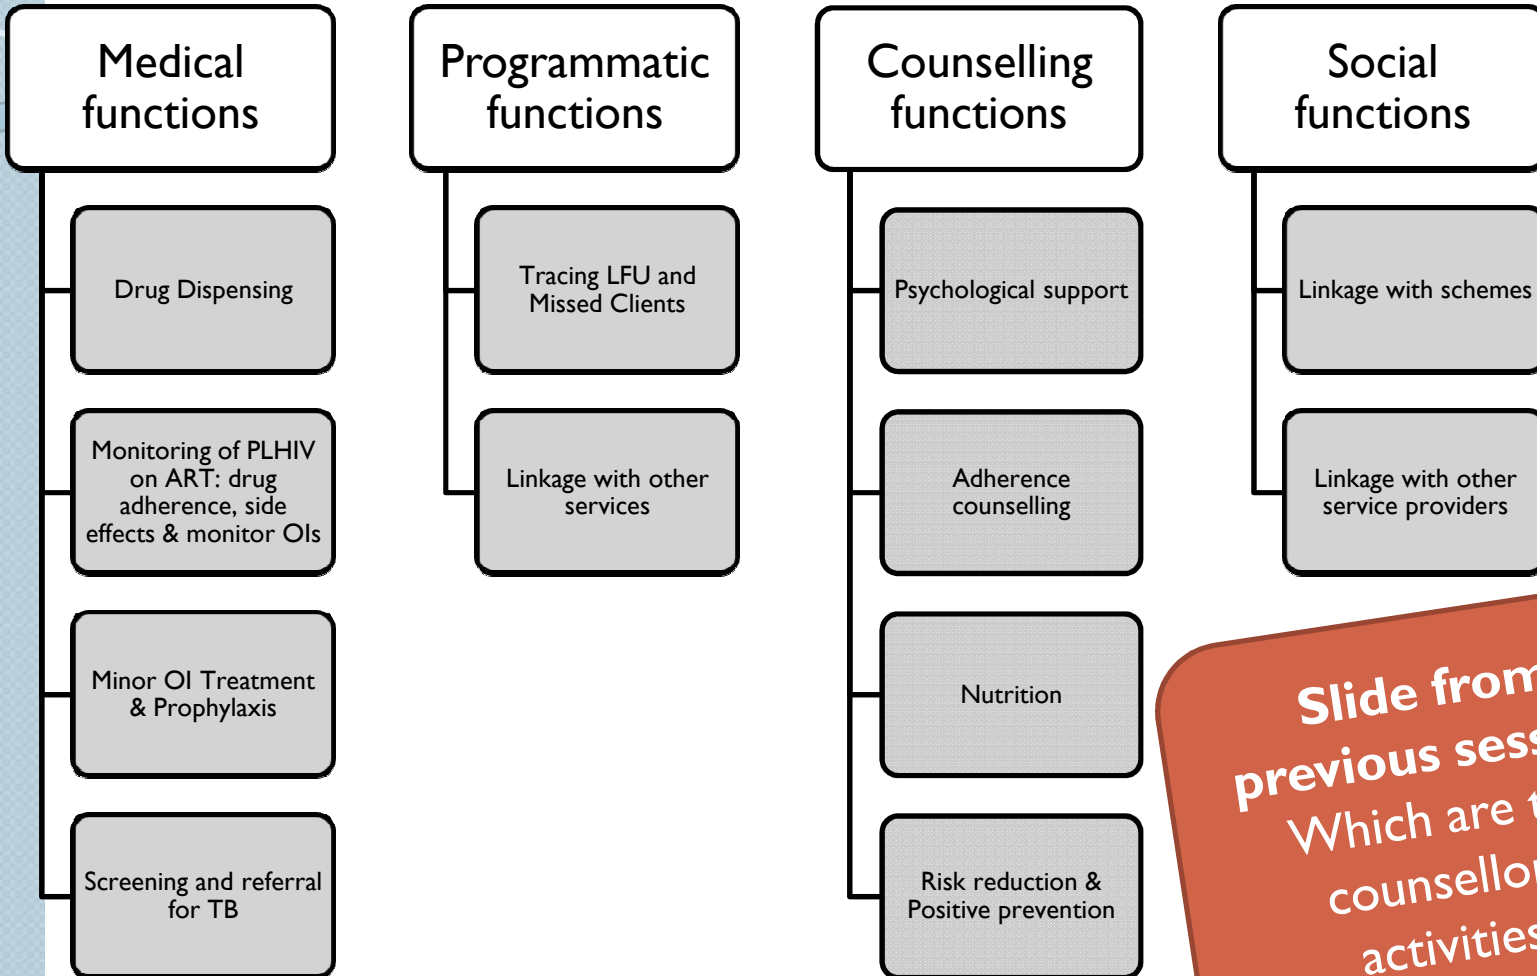 Medical
functions
Drug Dispensing
Monitoring of PLHIV
on ART: drug
adherence, side
effects & monitor OIs
Minor OI Treatment
& Prophylaxis
Screening and referral
for TB
Programmatic
functions
Tracing LFU and
Missed Clients
Linkage with other
services
Counselling
functions
Psychological support
Adherence
counselling
Nutrition
Risk reduction &
Positive prevention
Social
functions
Linkage with schemes
Linkage with other
service providers
Slide from
previous
Which are
activities